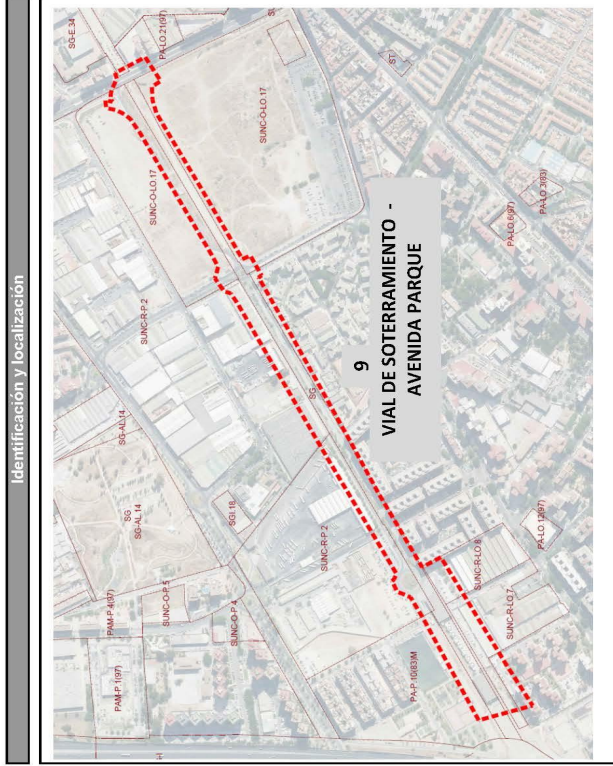 Identificación y localización
SG-E.34
PA-LO.21(97)
SUNC-O-LO.17
SUNC-O-LO.17
SUNC-R-P.2
SG-AL.14
SG
SG-AL.14
SGI.18
PAM-P.4(97)
SUNC-O-P.5
SUNC-O-P.4
PAM-P.1(97)
SUNC-R-P.2
PA-P.10(83)M
SG
ST
PA-LO.6(97)
PA-LO.3(83)
9
VIAL DE SOTERRAMIENTO -
AVENIDA PARQUE
SUNC-R-LO.8
PA-LO.12(97)
SUNC-R-LO.7